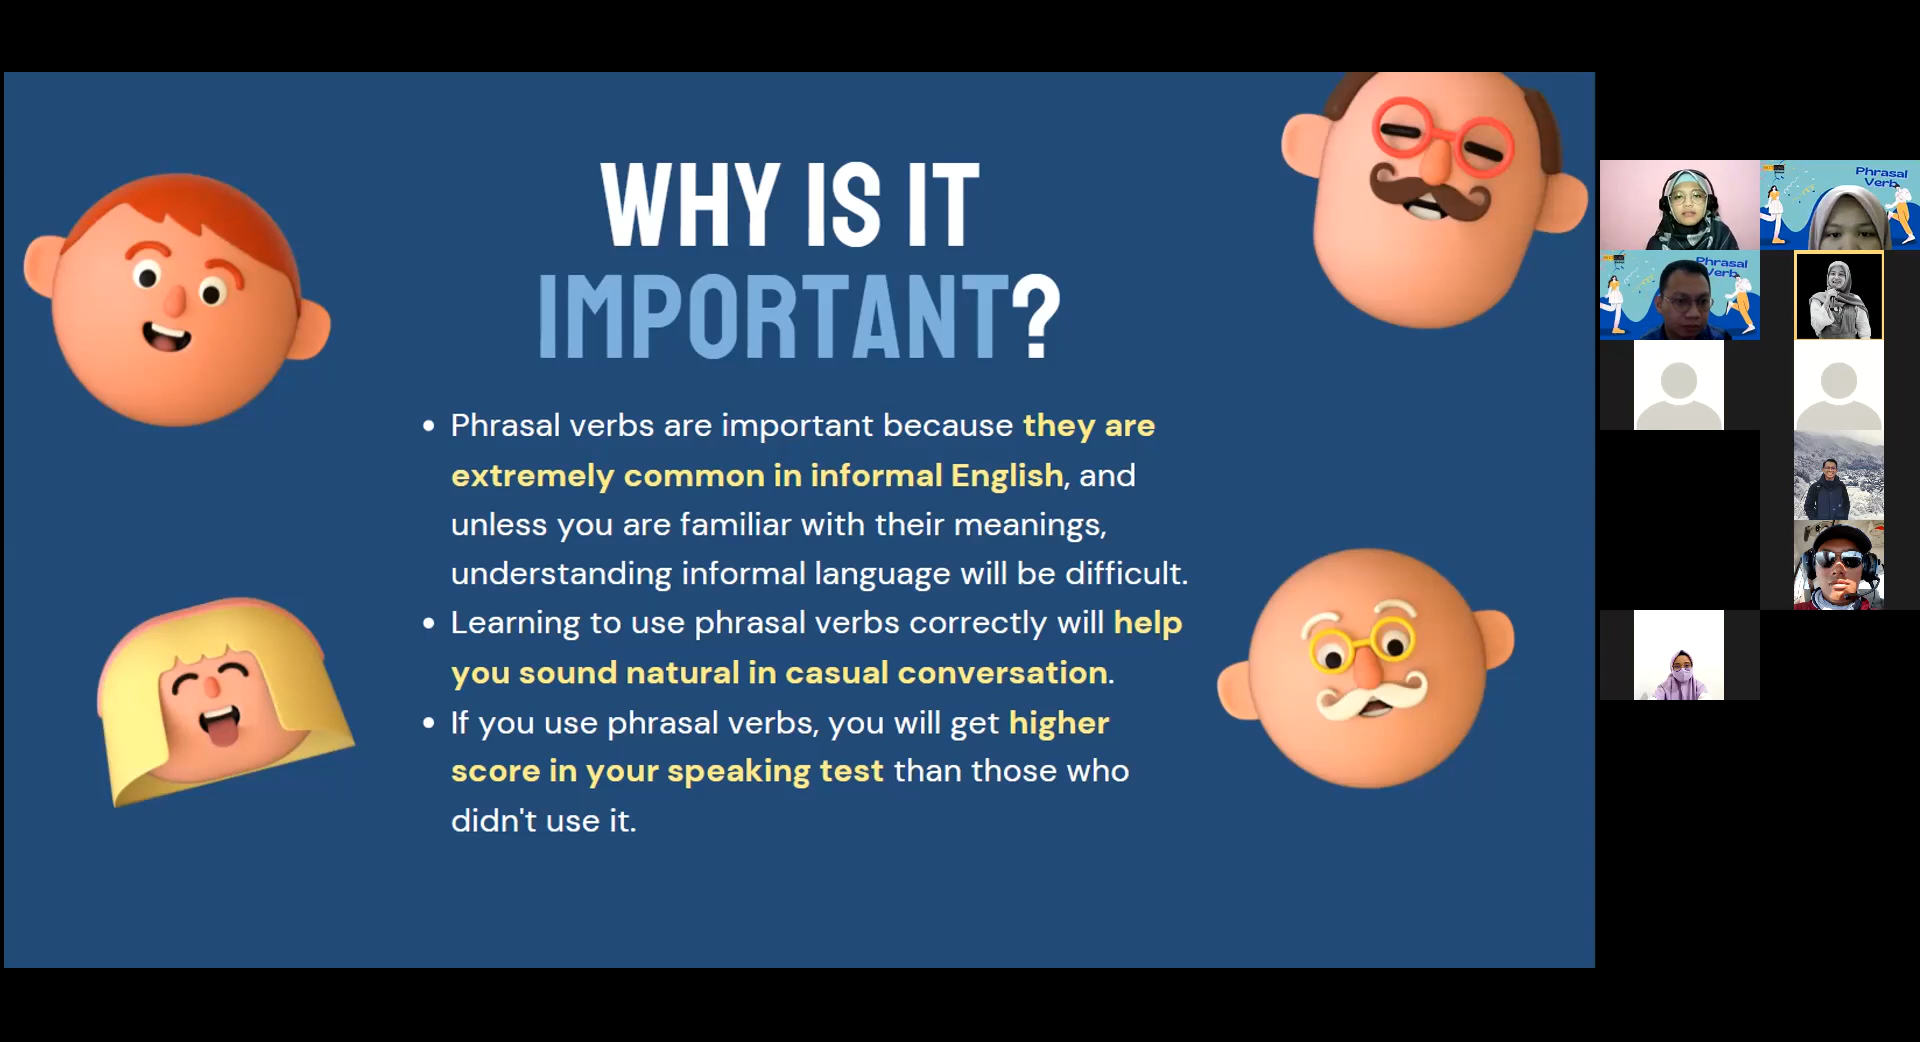 WHY IS IT
IMPORTANT?
• Phrasal verbs are important because they are
extremely common in informal English, and
unless you are familiar with their meanings,
understanding informal language will be difficult.
• Learning to use phrasal verbs correctly will help
you sound natural in casual conversation.
• If you use phrasal verbs, you will get higher
score in your speaking test than those who
didn't use it.
Phrasal
Verb
Phrasal
Verb